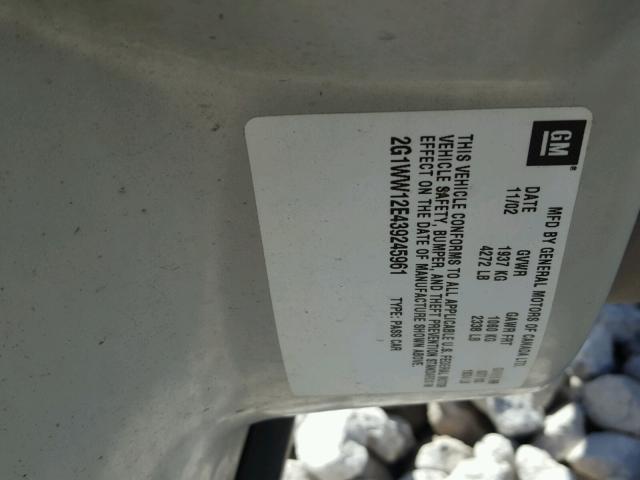 GM®
MFD BY GENERAL MOTORS OF CANADA LTD.
DATE GVWR GAWR FRT
11/02 1937 KG 1060 KG
4272 LB 2338 LB
THIS VEHICLE CONFORMS TO ALL APPLICABLE U.S. FEDERAL MOTOR
VEHICLE SAFETY, BUMPER, AND THEFT PREVENTION STANDARDS IN
EFFECT ON THE DATE OF MANUFACTURE SHOWN ABOVE.
2G1WW12E439245961 TYPE: PASS CAR